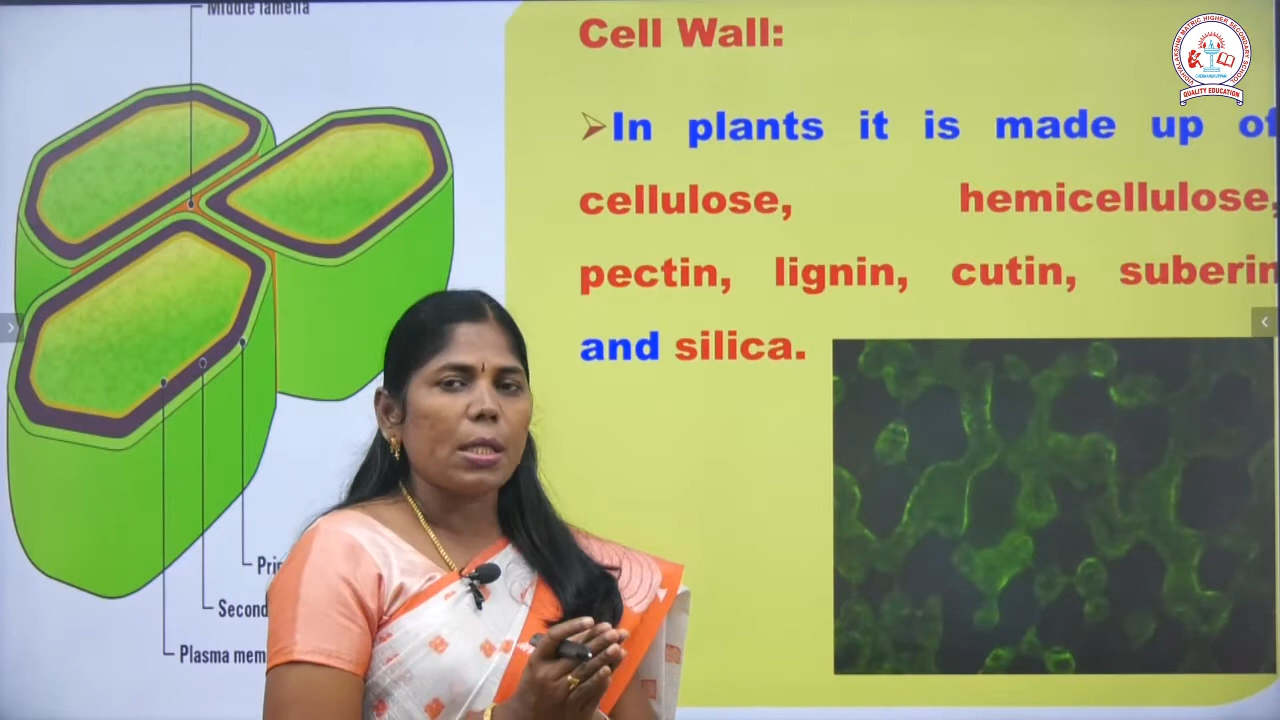 Middle lamella
Cell Wall:
In plants it is made up of
cellulose, hemicellulose,
pectin, lignin, cutin, suberin
and silica.
Plasma mem
Second
Pri
QUALITY EDUCATION